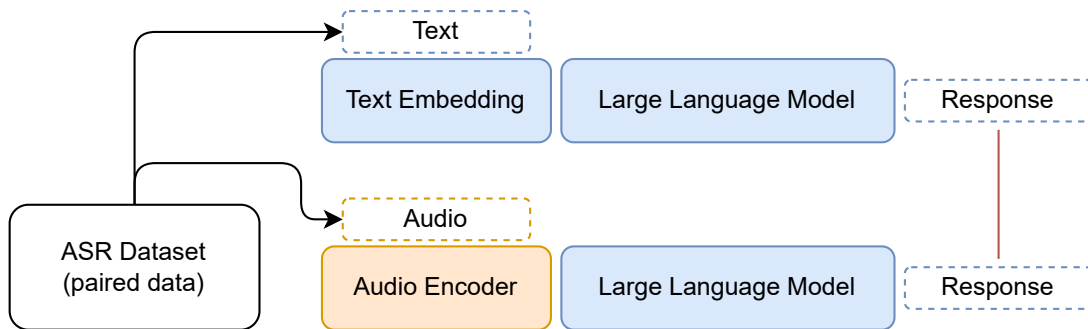 Text
Text Embedding
Large Language Model
Response
ASR Dataset
(paired data)
Audio
Audio Encoder
Large Language Model
Response